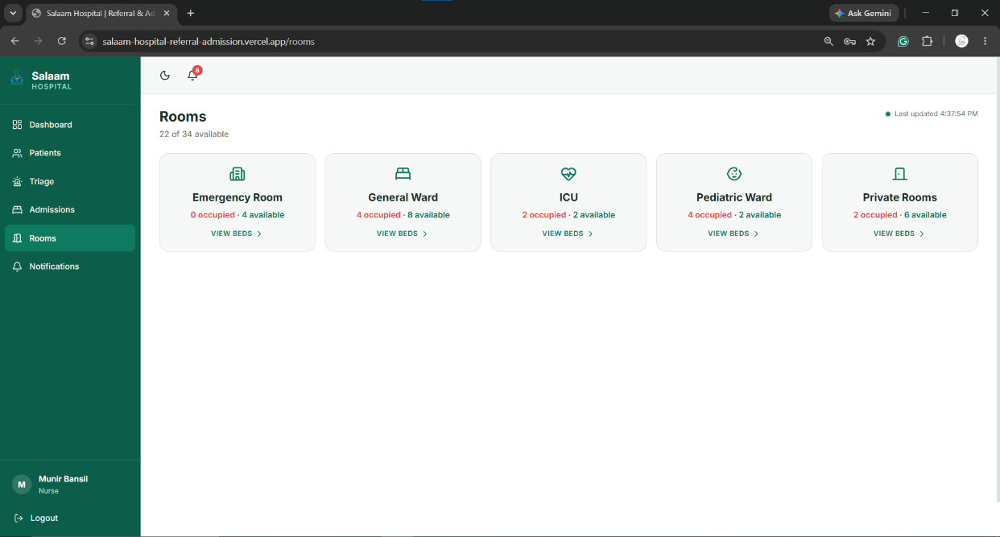 Salaam Hospital | Referral & Ad
Ask Gemini
salaam-hospital-referral-admission.vercel.app/rooms
Salaam
HOSPITAL
8
Dashboard
Patients
Triage
Admissions
Rooms
Notifications
Rooms
Last updated 4:37:54 PM
22 of 34 available
Emergency Room
0 occupied · 4 available
VIEW BEDS
General Ward
4 occupied · 8 available
VIEW BEDS
ICU
2 occupied · 2 available
VIEW BEDS
Pediatric Ward
4 occupied · 2 available
VIEW BEDS
Private Rooms
2 occupied · 6 available
VIEW BEDS
M
Munir Bansil
Nurse
Logout